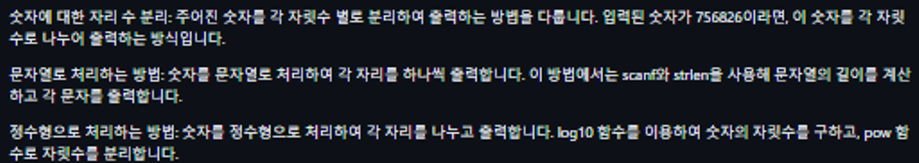 숫자에 대한 자리 수 분리: 주어진 숫자를 각 자릿수 별로 분리하여 출력하는 방법을 다룹니다. 입력된 숫자가 756826이라면, 이 숫자를 각 자릿
수로 나누어 출력하는 방식입니다.
문자열로 처리하는 방법: 숫자를 문자열로 처리하여 각 자리를 하나씩 출력합니다. 이 방법에서는 scanf와 strlen을 사용해 문자열의 길이를 계산
하고 각 문자를 출력합니다.
정수형으로 처리하는 방법: 숫자를 정수형으로 처리하여 각 자리를 나누고 출력합니다. log10 함수를 이용하여 숫자의 자릿수를 구하고, pow 함
수로 자릿수를 분리합니다.